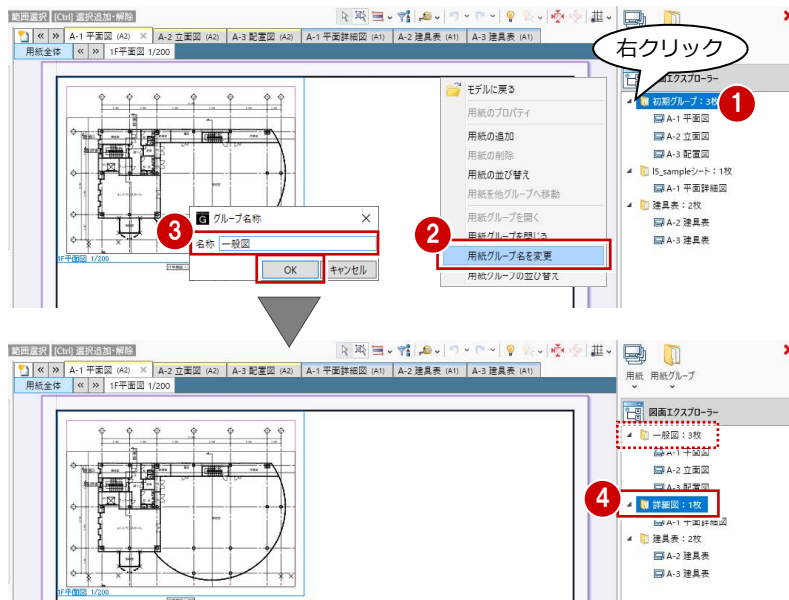 範囲選択 [Ctrl] 選択追加・解除
« » A-1 平面図 (A2) × A-2 立面図 (A2) A-3 配置図 (A2) A-1 平面詳細図 (A1) A-2 建具表 (A1) A-3 建具表 (A1)
用紙全体 « » 1F平面図 1/200
右クリック
図面エクスプローラー
初期グループ：3枚
1
A-1 平面図
A-2 立面図
A-3 配置図
IS_sampleシート：1枚
A-1 平面詳細図
建具表：2枚
A-2 建具表
A-3 建具表
モデルに戻る
用紙のプロパティ
用紙の追加
用紙の削除
用紙の並び替え
用紙を他グループへ移動
用紙グループを開く
用紙グループを閉じる
2
用紙グループ名を変更
用紙グループの並び替え
3
G グループ名称 ×
名称 一般図
OK キャンセル
1F平面図 1/200
範囲選択 [Ctrl] 選択追加・解除
« » A-1 平面図 (A2) × A-2 立面図 (A2) A-3 配置図 (A2) A-1 平面詳細図 (A1) A-2 建具表 (A1) A-3 建具表 (A1)
用紙全体 « » 1F平面図 1/200
用紙 用紙グループ
図面エクスプローラー
一般図：3枚
A-1 平面図
A-2 立面図
A-3 配置図
4
詳細図：1枚
A-1 平面詳細図
建具表：2枚
A-2 建具表
A-3 建具表
1F平面図 1/200